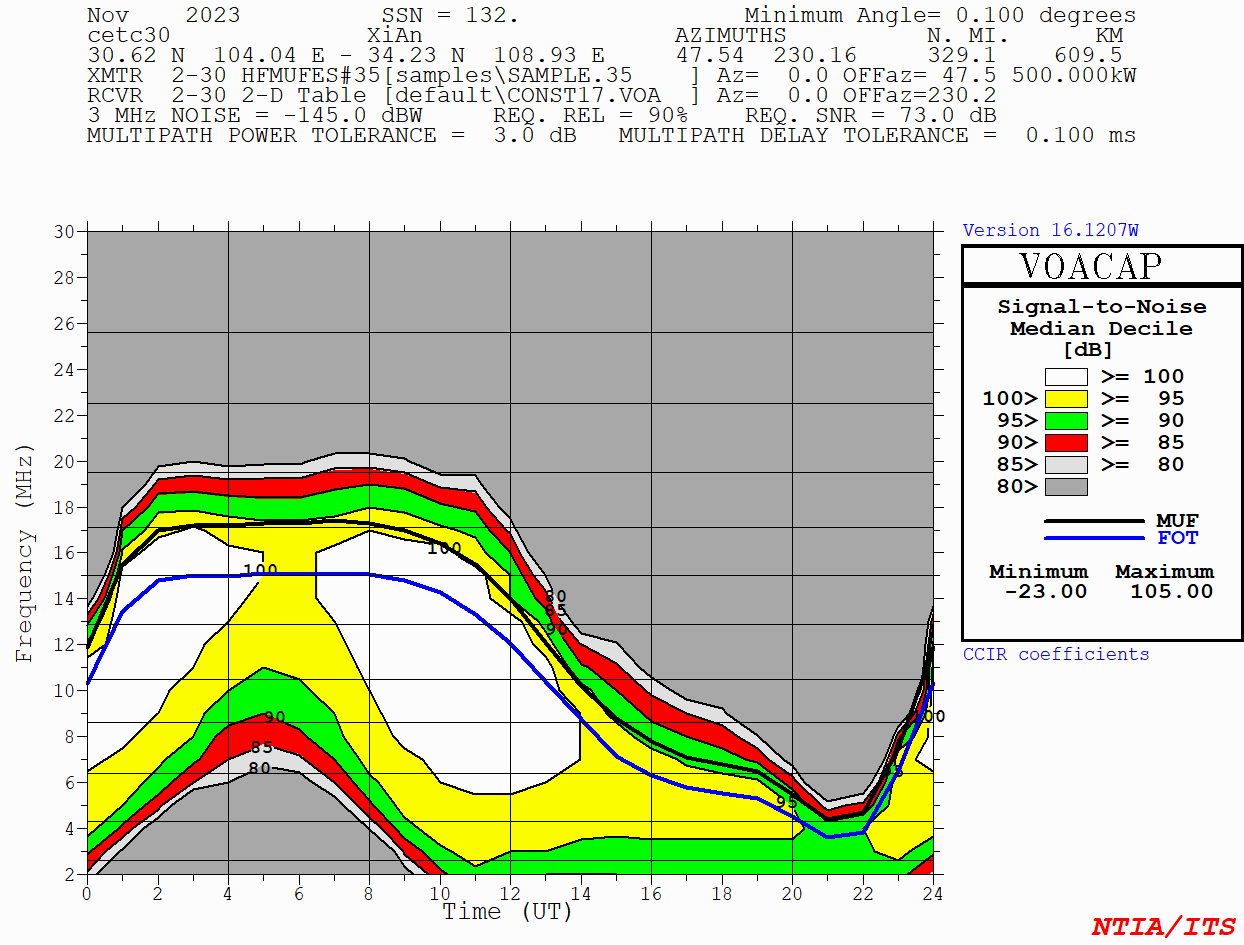 Nov    2023          SSN = 132.                Minimum Angle= 0.100 degrees
cetc30              XiAn                  AZIMUTHS          N. MI.      KM
30.62 N  104.04 E - 34.23 N  108.93 E     47.54  230.16     329.1    609.5
XMTR  2-30 HFMUFES#35[samples\SAMPLE.35    ] Az=  0.0 OFFaz= 47.5 500.000kW
RCVR  2-30 2-D Table [default\CONST17.VOA  ] Az=  0.0 OFFaz=230.2
3 MHz NOISE = -145.0 dBW     REQ. REL = 90%    REQ. SNR = 73.0 dB
MULTIPATH POWER TOLERANCE =  3.0 dB   MULTIPATH DELAY TOLERANCE =  0.100 ms
Version 16.1207W
VOACAP
Signal-to-Noise
Median Decile
[dB]
>= 100
100> >= 95
95> >= 90
90> >= 85
85> >= 80
80>
MUF
FOT
Minimum Maximum
-23.00 105.00
CCIR coefficients
30
28
26
24
22
20
18
16
14
12
10
8
6
4
2
Frequency (MHz)
100
100
80
85
90
90
85
80
95
0 2 4 6 8 10 12 14 16 18 20 22 24
Time (UT)
NTIA/ITS